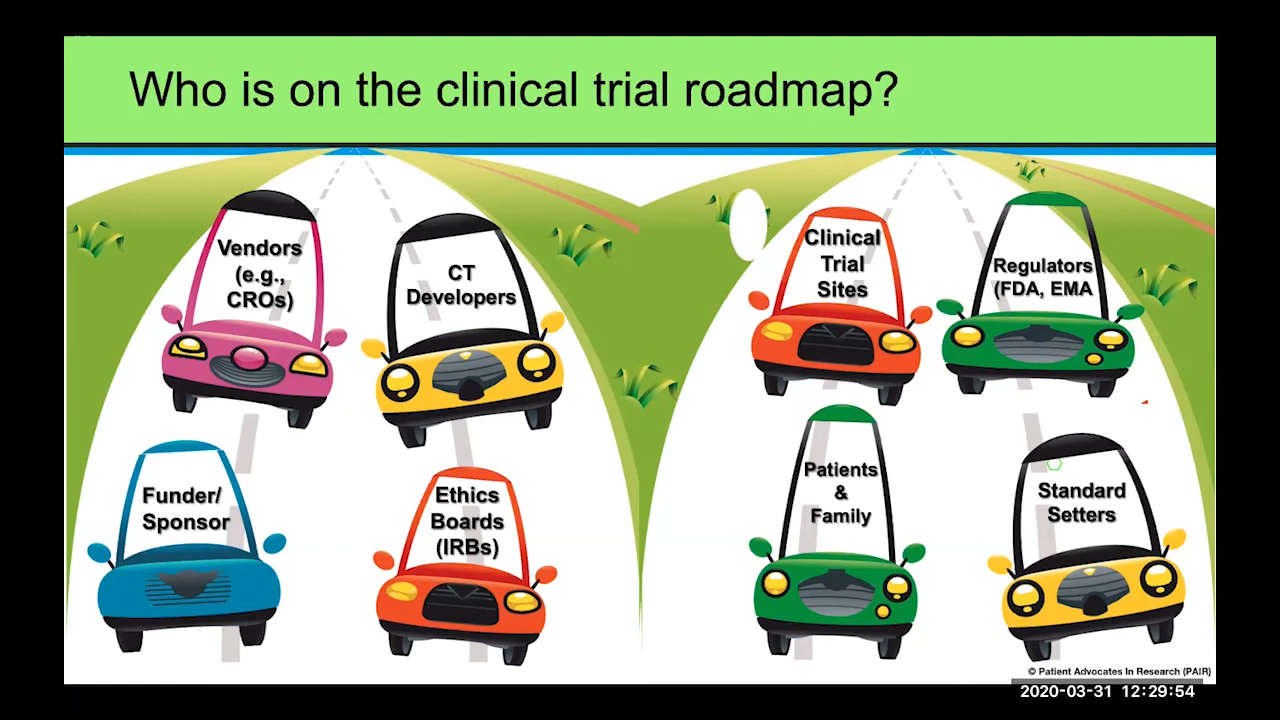 Who is on the clinical trial roadmap?
Vendors
(e.g.,
CROs)
CT
Developers
Clinical
Trial
Sites
Regulators
(FDA, EMA
Funder/
Sponsor
Ethics
Boards
(IRBs)
Patients
&
Family
Standard
Setters
© Patient Advocates In Research (PAIR)
2020-03-31 12:29:54